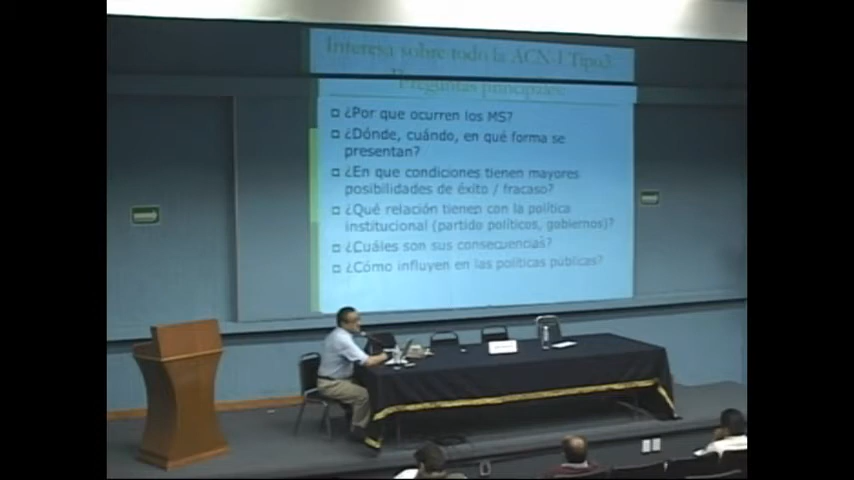 Interesa sobre todo la ACN-1 Tipo3
Preguntas principales:
¿Por que ocurren los MS?
¿Dónde, cuándo, en qué forma se
presentan?
¿En que condiciones tienen mayores
posibilidades de éxito / fracaso?
¿Qué relación tienen con la política
institucional (partido políticos, gobiernos)?
¿Cuáles son sus consecuencias?
¿Cómo influyen en las políticas públicas?